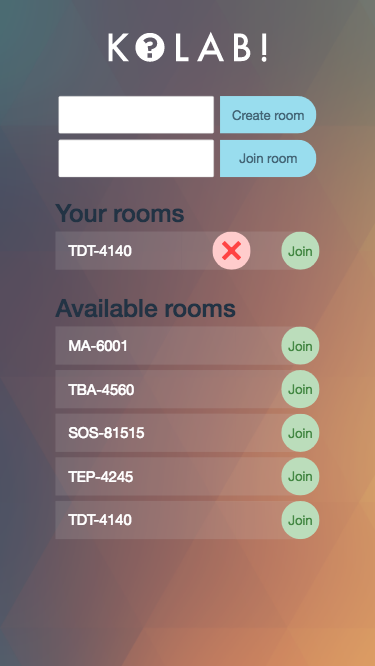 K?LAB!
Create room
Join room
Your rooms
TDT-4140 Join
Available rooms
MA-6001 Join
TBA-4560 Join
SOS-81515 Join
TEP-4245 Join
TDT-4140 Join